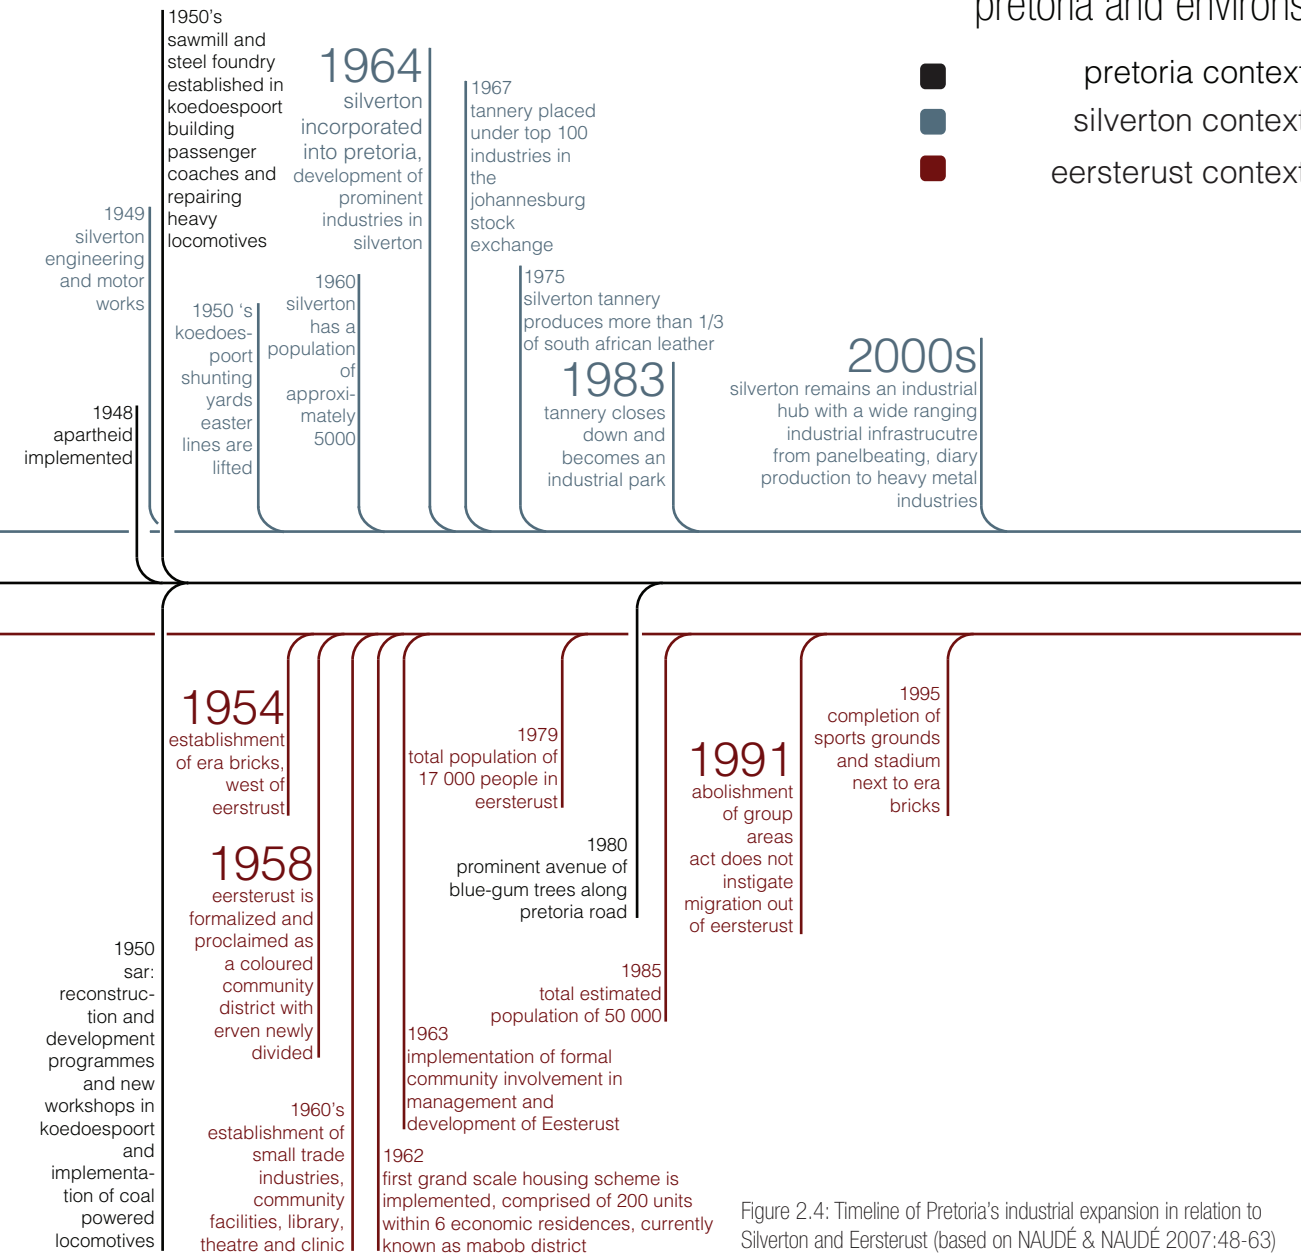 pretoria and environs
pretoria context
silverton context
eersterust context
1950's
sawmill and
steel foundry
established in
koedoespoort
building
passenger
coaches and
repairing
heavy
locomotives
1964
silverton
incorporated
into pretoria,
development of
prominent
industries in
silverton
1967
tannery placed
under top 100
industries in
the
johannesburg
stock
exchange
1949
silverton
engineering
and motor
works
1950 's
koedoes-
poort
shunting
yards
easter
lines are
lifted
1960
silverton
has a
population
of
approxi-
mately
5000
1975
silverton tannery
produces more than 1/3
of south african leather
1983
tannery closes
down and
becomes an
industrial park
2000s
silverton remains an industrial
hub with a wide ranging
industrial infrastrucutre
from panelbeating, diary
production to heavy metal
industries
1948
apartheid
implemented
1954
establishment
of era bricks,
west of
eerstrust
1958
eersterust is
formalized and
proclaimed as
a coloured
community
district with
erven newly
divided
1979
total population of
17 000 people in
eersterust
1980
prominent avenue of
blue-gum trees along
pretoria road
1991
abolishment
of group
areas
act does not
instigate
migration out
of eersterust
1995
completion of
sports grounds
and stadium
next to era
bricks
1985
total estimated
population of 50 000
1950
sar:
reconstruc-
tion and
development
programmes
and new
workshops in
koedoespoort
and
implementa-
tion of coal
powered
locomotives
1960's
establishment of
small trade
industries,
community
facilities, library,
theatre and clinic
1963
implementation of formal
community involvement in
management and
development of Eesterust
1962
first grand scale housing scheme is
implemented, comprised of 200 units
within 6 economic residences, currently
known as mabob district
Figure 2.4: Timeline of Pretoria's industrial expansion in relation to
Silverton and Eersterust (based on NAUDÉ & NAUDÉ 2007:48-63)